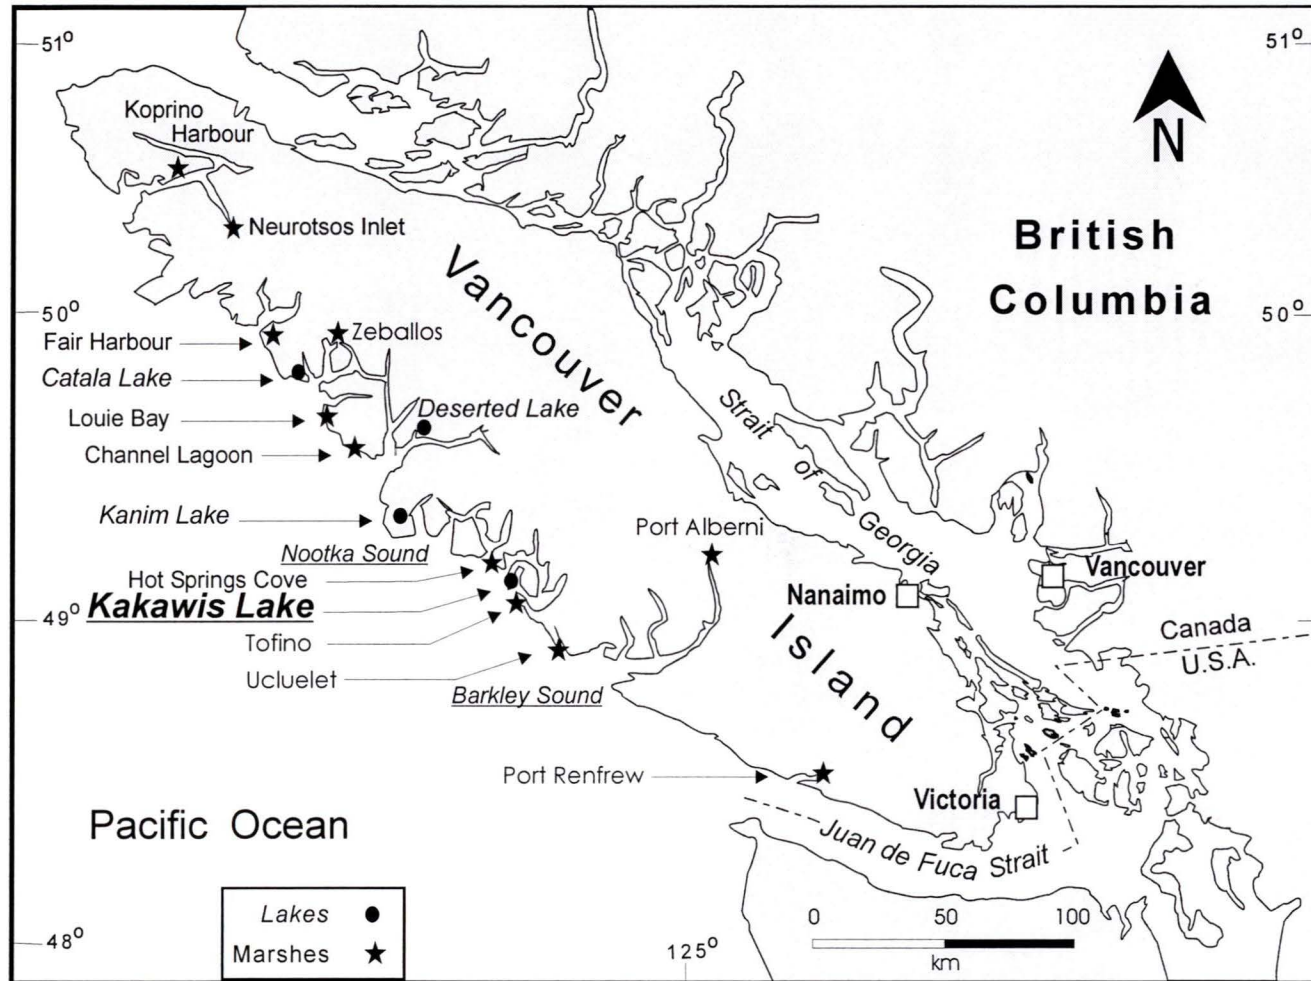 51°
51°
Koprino
Harbour
N
Neurotsos Inlet
British
Columbia
Vancouver
50°
50°
Fair Harbour
Zeballos
Catala Lake
Louie Bay
Deserted Lake
Channel Lagoon
Strait
of
Georgia
Kanim Lake
Port Alberni
Nootka Sound
Hot Springs Cove
Vancouver
Kakawis Lake
Nanaimo
49°
Tofino
Island
Canada
U.S.A.
Ucluelet
Barkley Sound
Port Renfrew
Victoria
Pacific Ocean
Juan de Fuca Strait
Lakes
Marshes
0 50 100
km
48°
125°